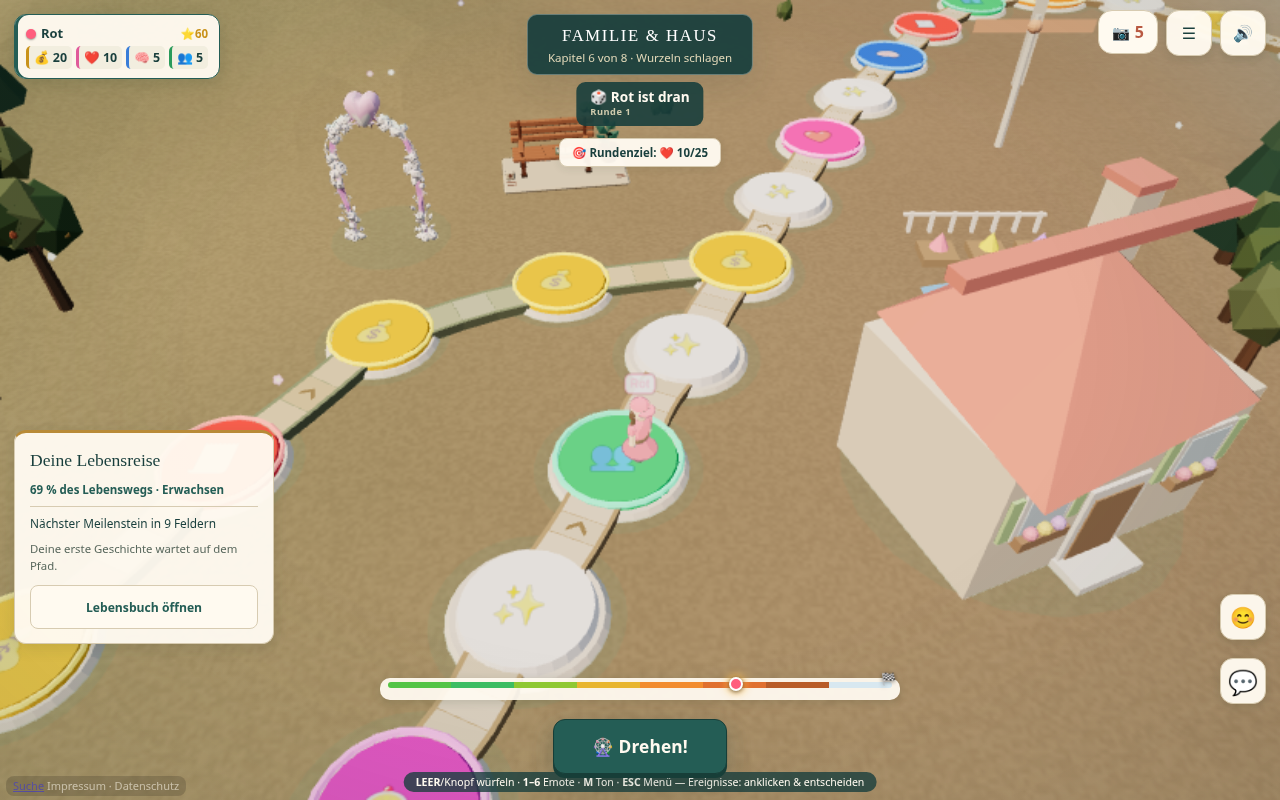 Rot
⭐60
💰 20 ❤️ 10 🧠 5 👥 5
FAMILIE & HAUS
Kapitel 6 von 8 · Wurzeln schlagen
🎲 Rot ist dran
Runde 1
🎯 Rundenziel: ❤️ 10/25
📷 5
Deine Lebensreise
69 % des Lebenswegs · Erwachsen
Nächster Meilenstein in 9 Feldern
Deine erste Geschichte wartet auf dem
Pfad.
Lebensbuch öffnen
🎡 Drehen!
LEER/Knopf würfeln · 1–6 Emote · M Ton · ESC Menü — Ereignisse: anklicken & entscheiden
Suche Impressum · Datenschutz